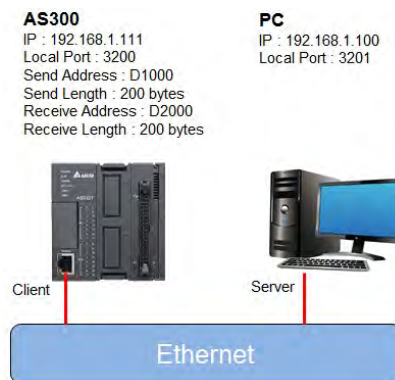 AS300
IP : 192.168.1.111
Local Port : 3200
Send Address : D1000
Send Length : 200 bytes
Receive Address : D2000
Receive Length : 200 bytes
PC
IP : 192.168.1.100
Local Port : 3201
Client
Server
Ethernet